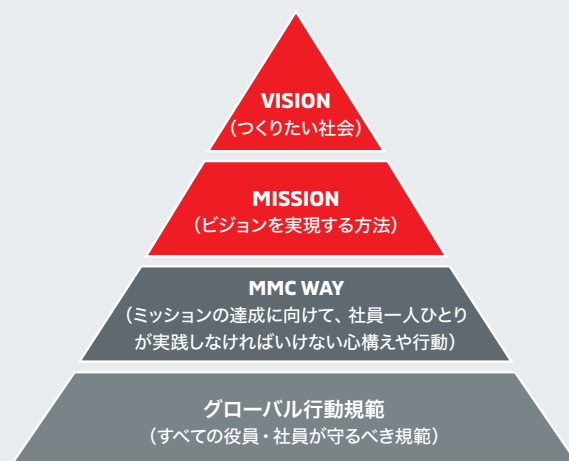 VISION
（つくりたい社会）
MISSION
（ビジョンを実現する方法）
MMC WAY
（ミッションの達成に向けて、社員一人ひとり
が実践しなければいけない心構えや行動）
グローバル行動規範
（すべての役員・社員が守るべき規範）